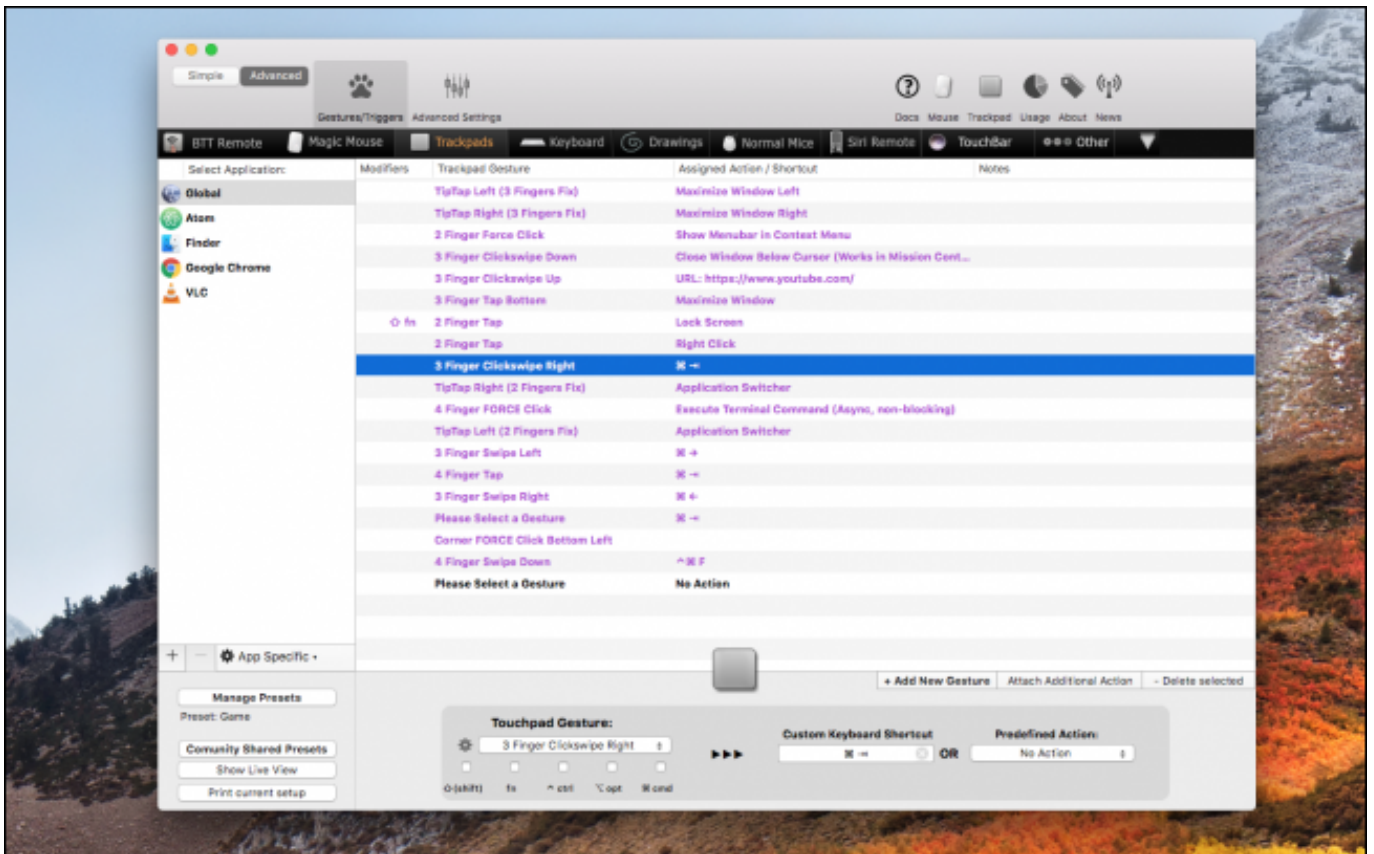 Simple Advanced
Gestures/Triggers Advanced Settings Docs Mouse Trackpad Usage About News
BTT Remote Magic Mouse Trackpads Keyboard Drawings Normal Mice Siri Remote TouchBar Other
Select Application: Modifiers Trackpad Gesture Assigned Action / Shortcut Notes
Global
Atom
Finder
Google Chrome
VLC
TipTap Left (3 Fingers Fix) Maximize Window Left
TipTap Right (3 Fingers Fix) Maximize Window Right
2 Finger Force Click Show Menubar in Context Menu
3 Finger Clickswipe Down Close Window Below Cursor (Works in Mission Cont...
3 Finger Clickswipe Up URL: https://www.youtube.com/
3 Finger Tap Bottom Maximize Window
⇧ fn 2 Finger Tap Lock Screen
2 Finger Tap Right Click
3 Finger Clickswipe Right ⌘ ⇥
TipTap Right (2 Fingers Fix) Application Switcher
4 Finger FORCE Click Execute Terminal Command (Async, non-blocking)
TipTap Left (2 Fingers Fix) Application Switcher
3 Finger Swipe Left ⌘ →
4 Finger Tap ⌘ ⇥
3 Finger Swipe Right ⌘ ←
Please Select a Gesture ⌘ ⇥
Corner FORCE Click Bottom Left
4 Finger Swipe Down ^⌘ F
Please Select a Gesture No Action
+ − App Specific
+ Add New Gesture Attach Additional Action - Delete selected
Manage Presets
Preset: Game
Comunity Shared Presets
Show Live View
Print current setup
Touchpad Gesture:
3 Finger Clickswipe Right
⇧(shift) fn ^ ctrl ⌥ opt ⌘ cmd
Custom Keyboard Shortcut
⌘ ⇥
OR
Predefined Action:
No Action